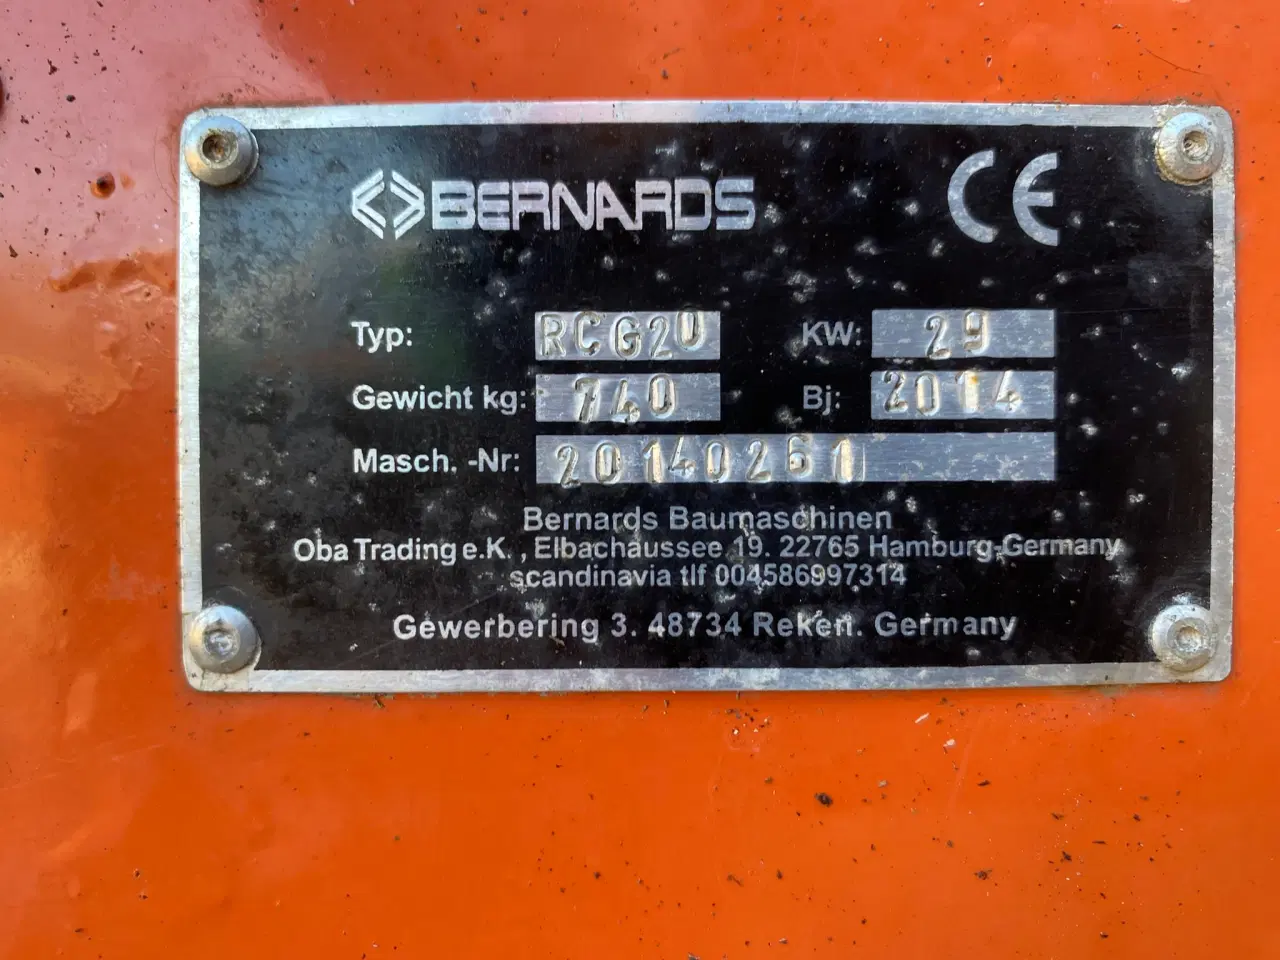 BERNARDS CE
Typ: RCG20 KW: 29
Gewicht kg: 740 Bj: 2014
Masch. -Nr: 20140261
Bernards Baumaschinen
Oba Trading e.K. , Elbachaussee 19. 22765 Hamburg-Germany
scandinavia tlf 004586997314
Gewerbering 3. 48734 Reken. Germany